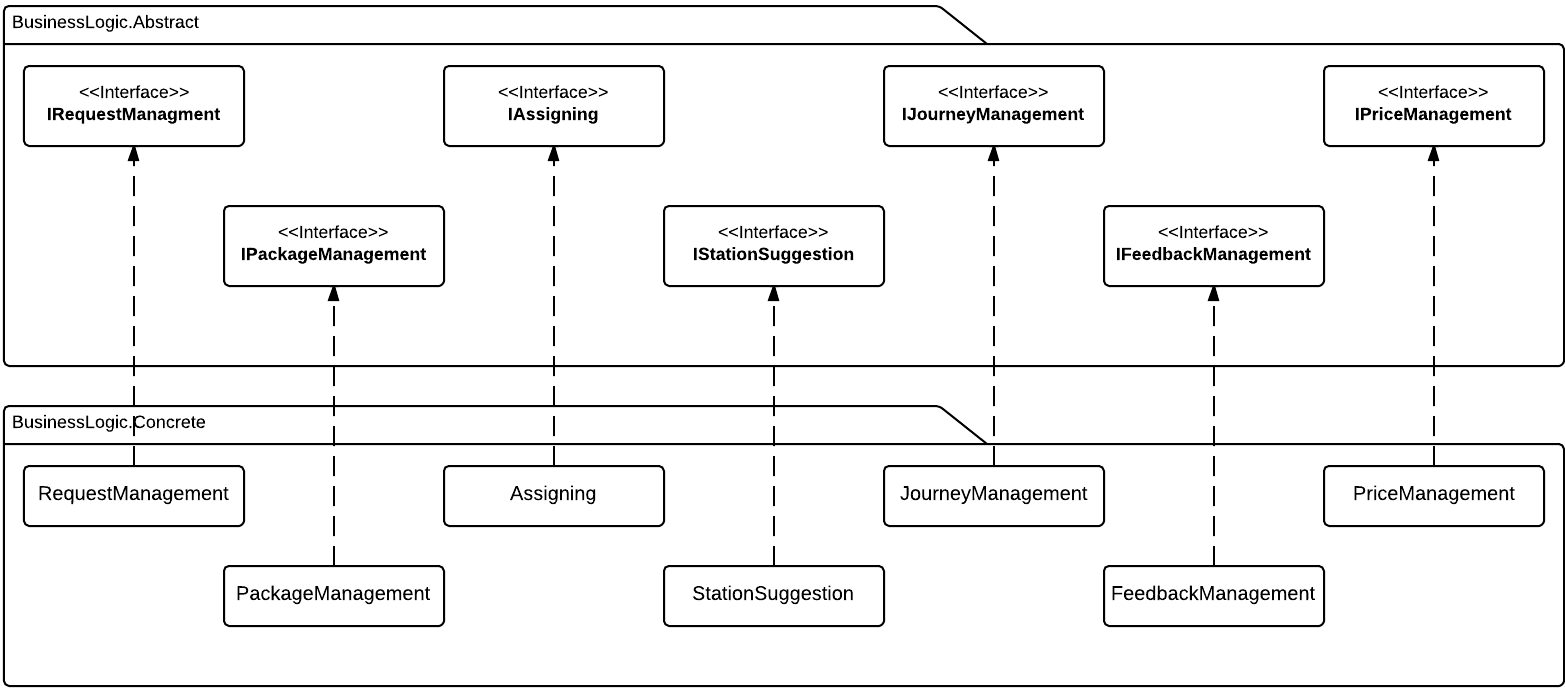 BusinessLogic.Abstract
<<Interface>>
IRequestManagment
<<Interface>>
IAssigning
<<Interface>>
IJourneyManagement
<<Interface>>
IPriceManagement
<<Interface>>
IPackageManagement
<<Interface>>
IStationSuggestion
<<Interface>>
IFeedbackManagement
BusinessLogic.Concrete
RequestManagement
Assigning
JourneyManagement
PriceManagement
PackageManagement
StationSuggestion
FeedbackManagement